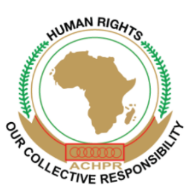 HUMAN RIGHTS
ACHPR
OUR COLLECTIVE RESPONSIBILITY